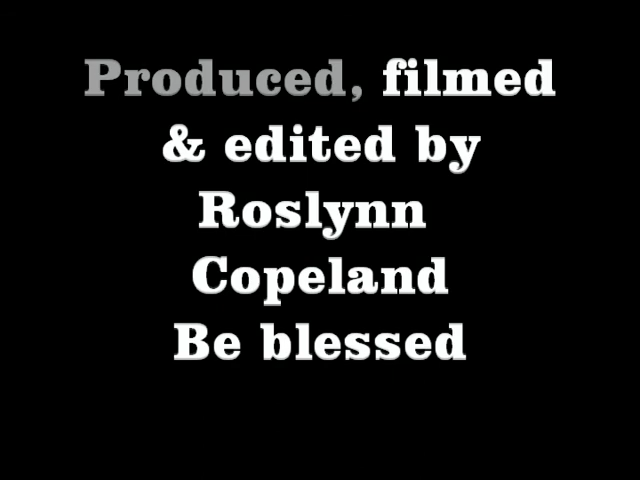 Produced, filmed
& edited by
Roslynn
Copeland
Be blessed